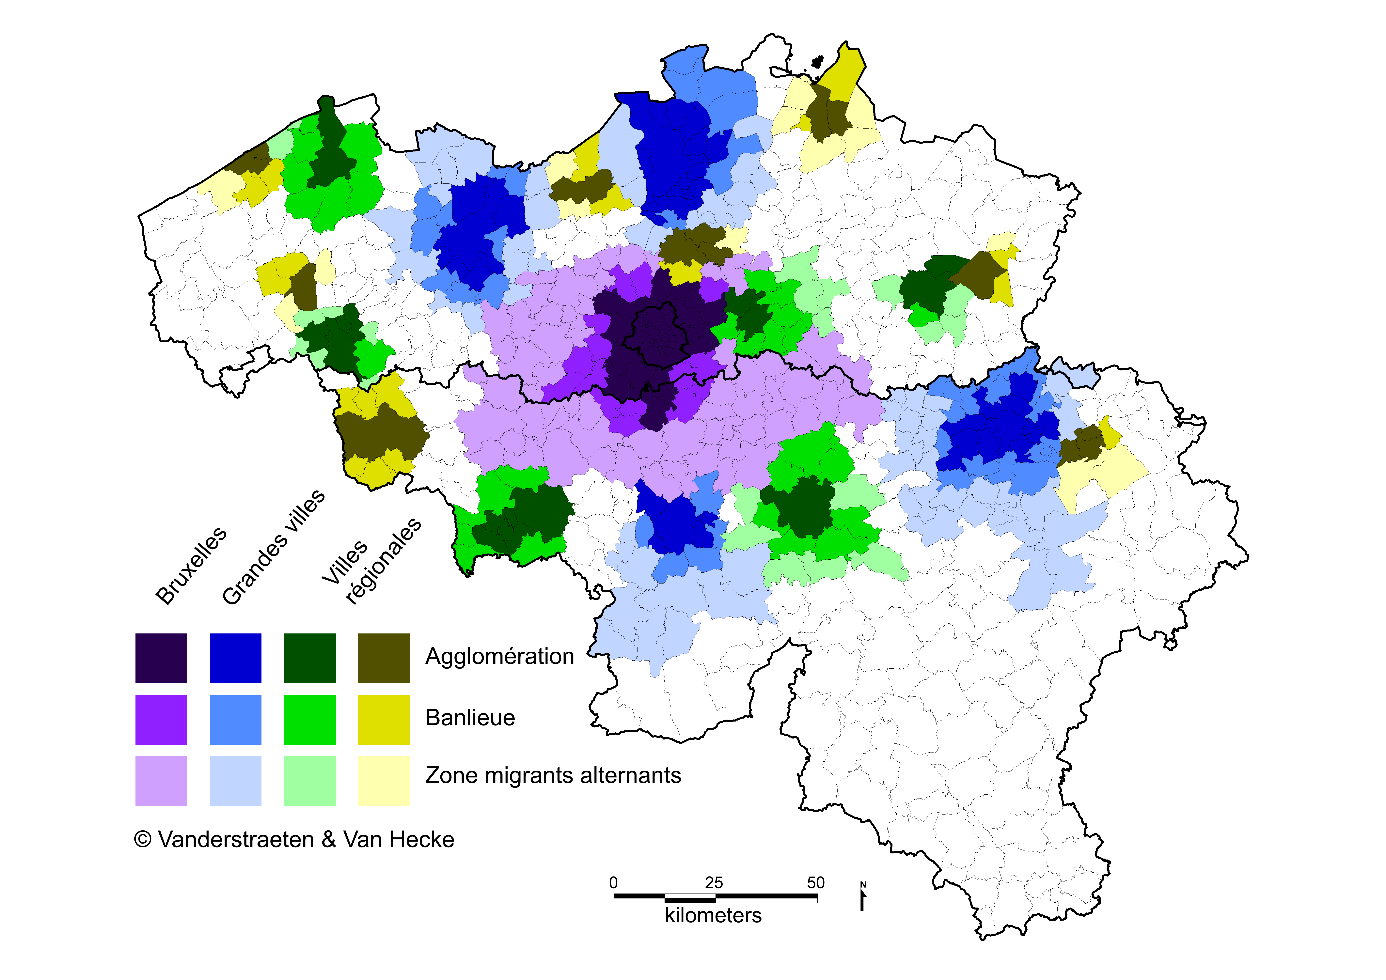 Bruxelles
Grandes villes
Villes
régionales
Agglomération
Banlieue
Zone migrants alternants
© Vanderstraeten & Van Hecke
0 25 50
kilometers
N